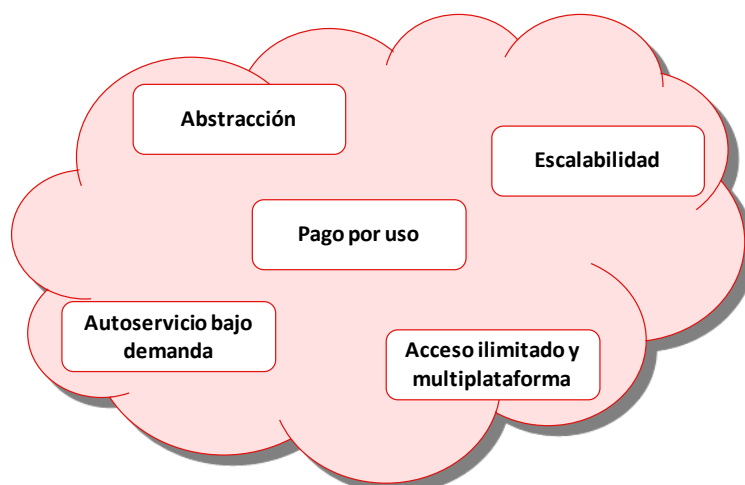 Abstracción
Escalabilidad
Pago por uso
Autoservicio bajo
demanda
Acceso ilimitado y
multiplataforma